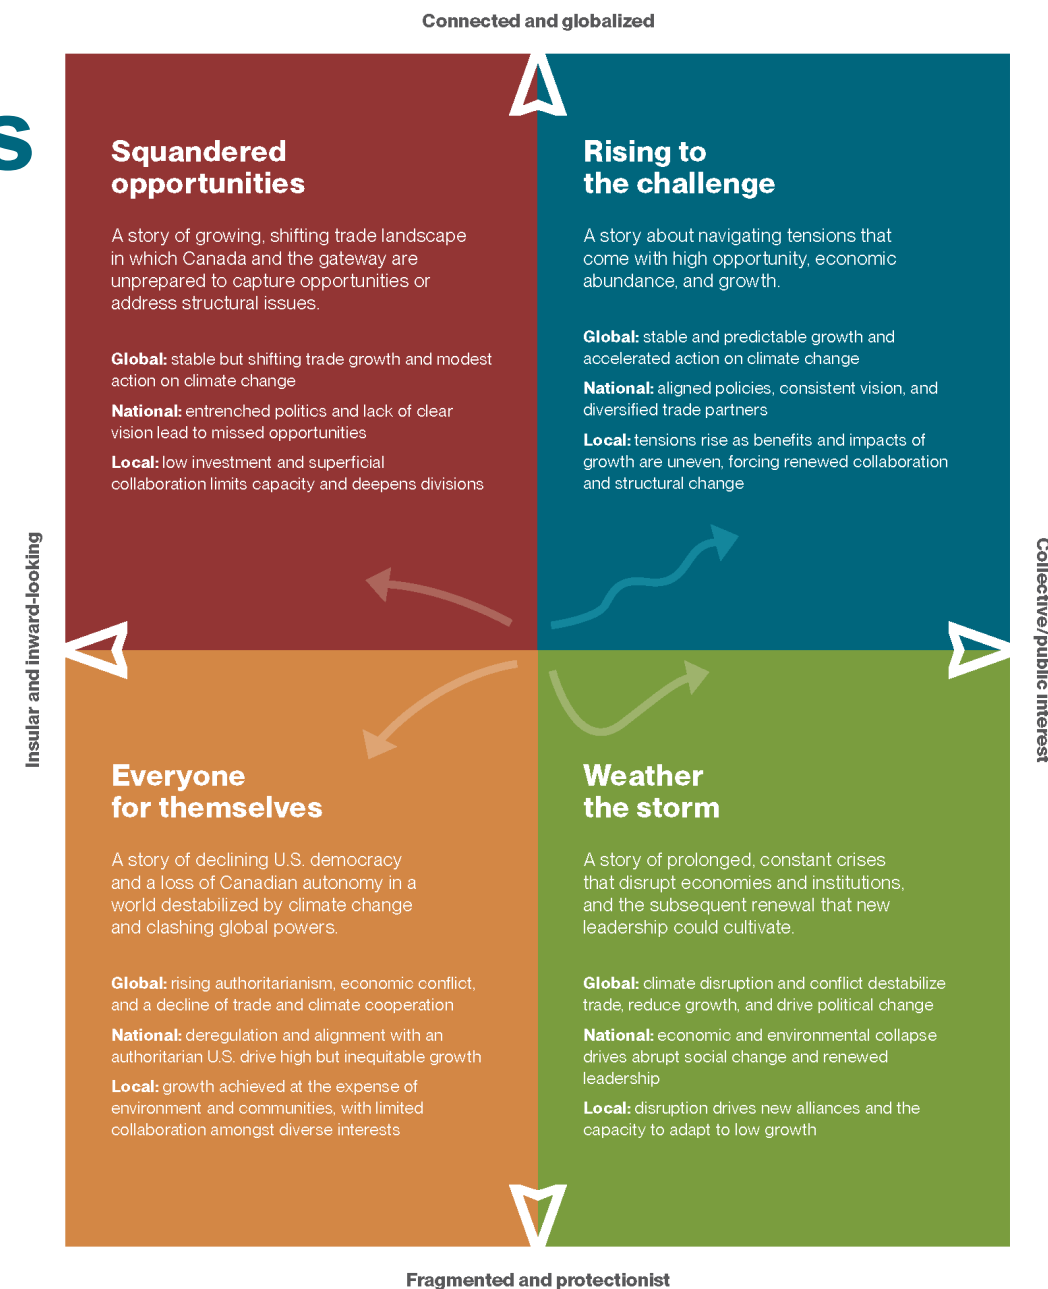 Connected and globalized
s
Squandered
opportunities
A story of growing, shifting trade landscape
in which Canada and the gateway are
unprepared to capture opportunities or
address structural issues.
Global: stable but shifting trade growth and modest
action on climate change
National: entrenched politics and lack of clear
vision lead to missed opportunities
Local: low investment and superficial
collaboration limits capacity and deepens divisions
Rising to
the challenge
A story about navigating tensions that
come with high opportunity, economic
abundance, and growth.
Global: stable and predictable growth and
accelerated action on climate change
National: aligned policies, consistent vision, and
diversified trade partners
Local: tensions rise as benefits and impacts of
growth are uneven, forcing renewed collaboration
and structural change
Insular and inward-looking
Collective/public interest
Everyone
for themselves
A story of declining U.S. democracy
and a loss of Canadian autonomy in a
world destabilized by climate change
and clashing global powers.
Global: rising authoritarianism, economic conflict,
and a decline of trade and climate cooperation
National: deregulation and alignment with an
authoritarian U.S. drive high but inequitable growth
Local: growth achieved at the expense of
environment and communities, with limited
collaboration amongst diverse interests
Weather
the storm
A story of prolonged, constant crises
that disrupt economies and institutions,
and the subsequent renewal that new
leadership could cultivate.
Global: climate disruption and conflict destabilize
trade, reduce growth, and drive political change
National: economic and environmental collapse
drives abrupt social change and renewed
leadership
Local: disruption drives new alliances and the
capacity to adapt to low growth
Fragmented and protectionist